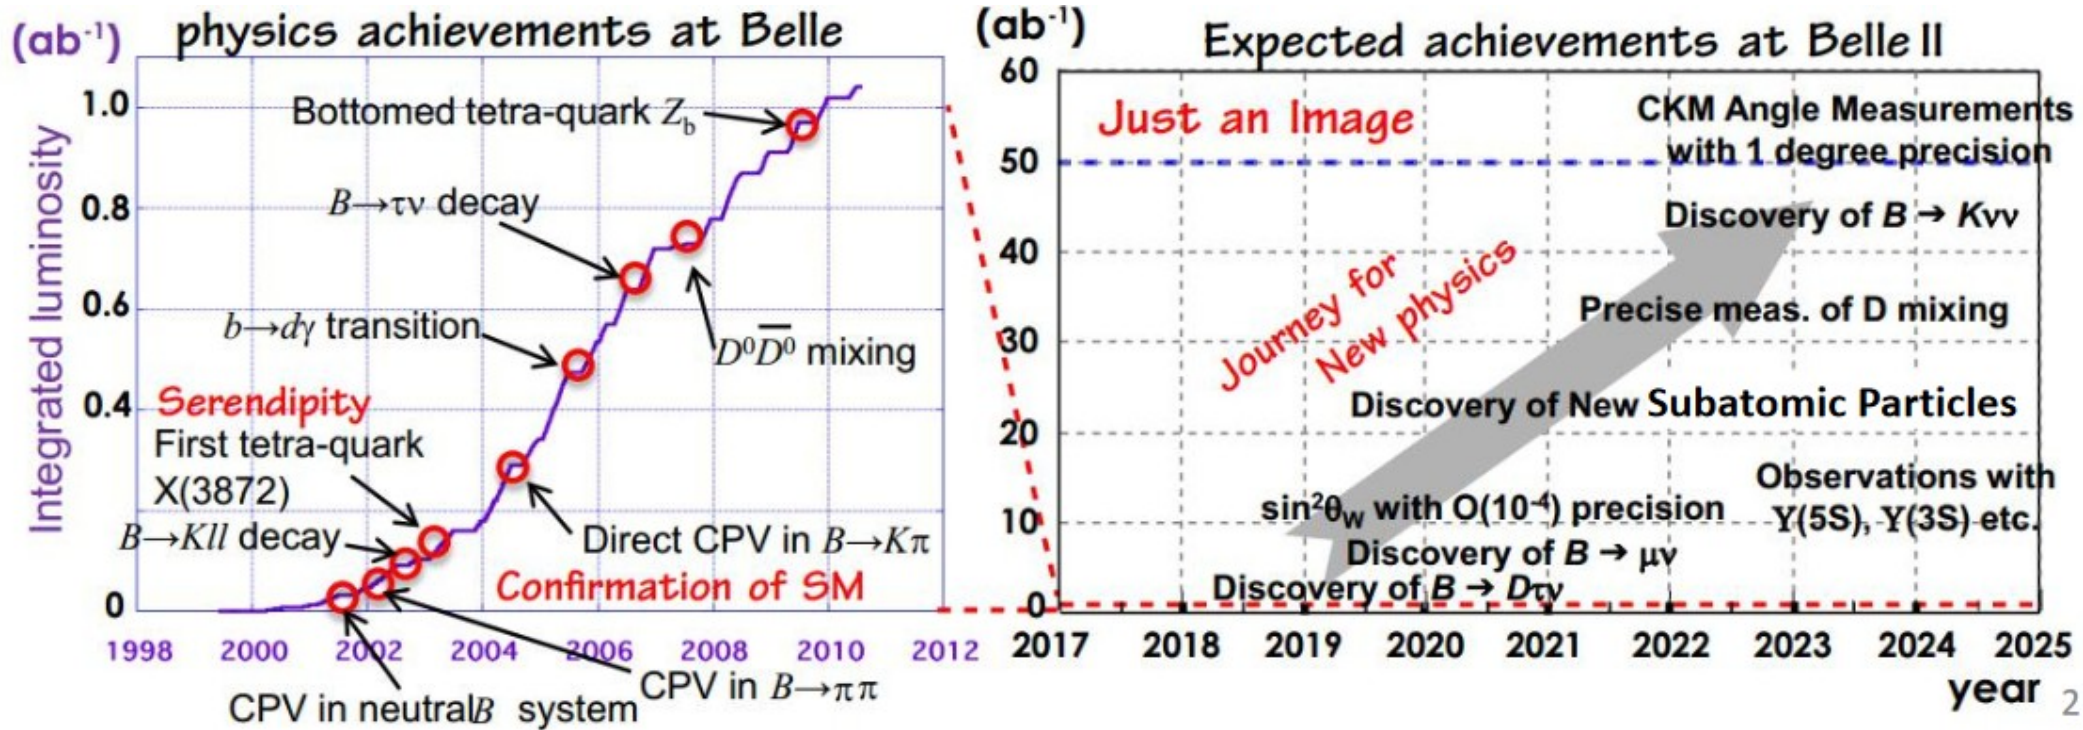 physics achievements at Belle
(ab⁻¹)
Integrated luminosity
1.0
0.8
0.6
0.4
0
1998 2000 2002 2004 2006 2008 2010 2012
Bottomed tetra-quark Z_b
B→τν decay
b→dγ transition
D⁰D̅⁰ mixing
Serendipity
First tetra-quark
X(3872)
B→Kll decay
Direct CPV in B→Kπ
Confirmation of SM
CPV in B→ππ
CPV in neutral B system
Expected achievements at Belle II
(ab⁻¹)
60
50
40
30
20
10
0
2017 2018 2019 2020 2021 2022 2023 2024 2025
year
Just an Image
CKM Angle Measurements
with 1 degree precision
Discovery of B → Kνν
Journey for
New physics
Precise meas. of D mixing
Discovery of New Subatomic Particles
Observations with
Υ(5S), Υ(3S) etc.
sin²θ_W with O(10⁻⁴) precision
Discovery of B → μν
Discovery of B → Dτν
2